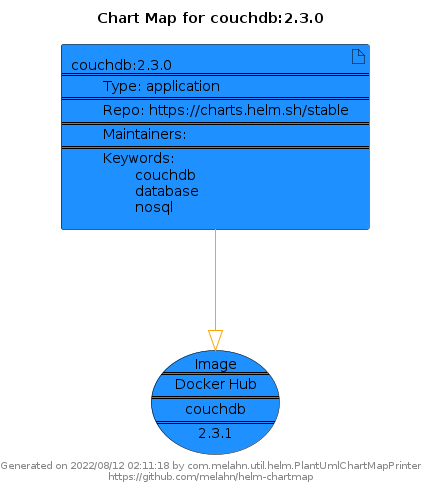 Chart Map for couchdb:2.3.0
couchdb:2.3.0
Type: application
Repo: https://charts.helm.sh/stable
Maintainers:
Keywords:
couchdb
database
nosql
Image
Docker Hub
couchdb
2.3.1
Generated on 2022/08/12 02:11:18 by com.melahn.util.helm.PlantUmlChartMapPrinter
https://github.com/melahn/helm-chartmap